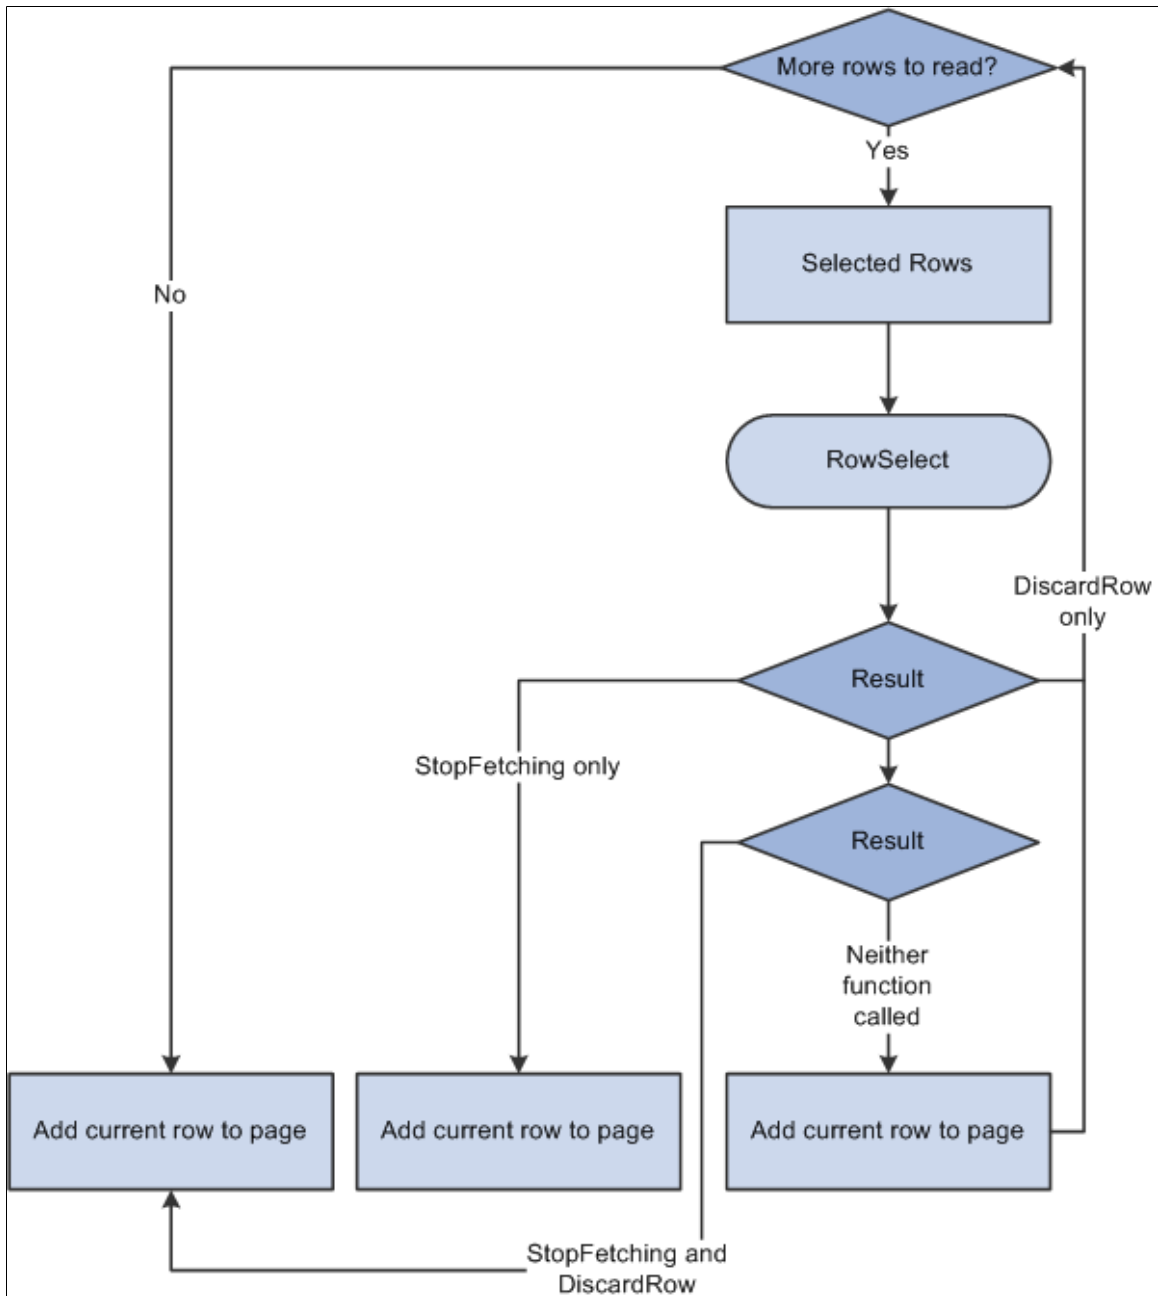 More rows to read?
Yes
Selected Rows
No
RowSelect
DiscardRow
only
Result
StopFetching only
Result
Neither
function
called
Add current row to page
Add current row to page
Add current row to page
StopFetching and
DiscardRow